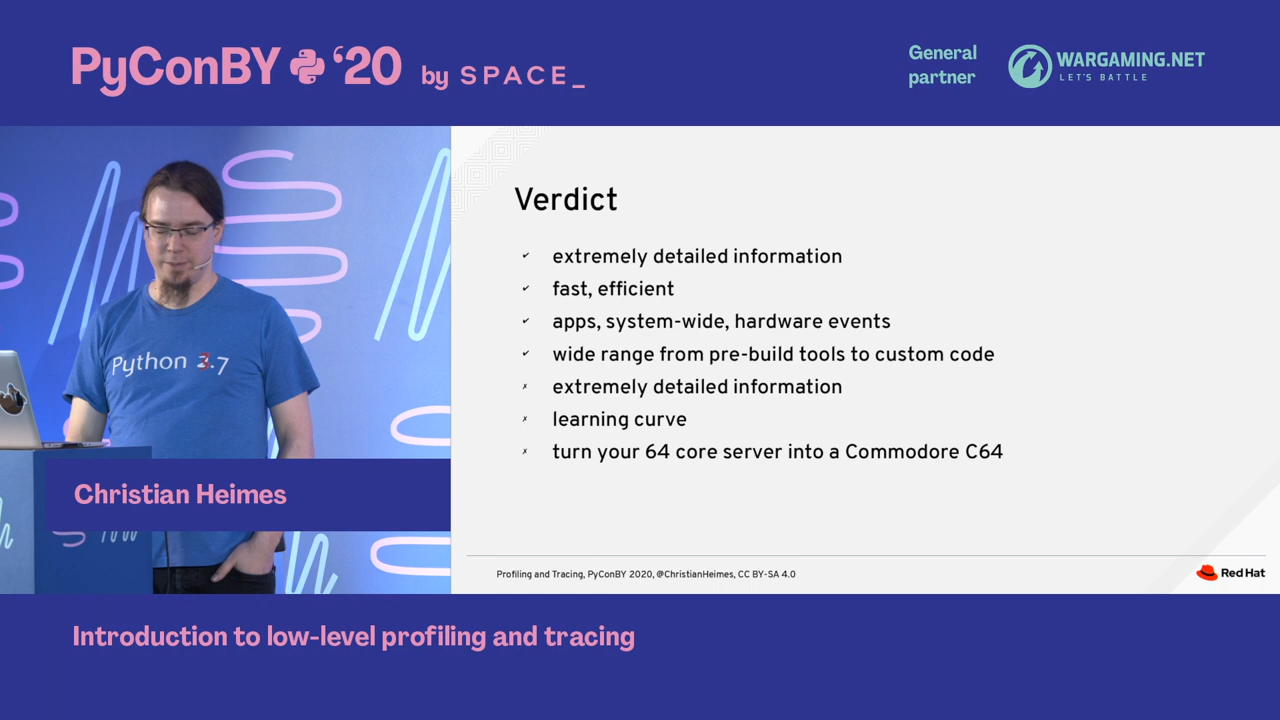 PyConBY '20 by SPACE_
General
partner
WARGAMING.NET
LET'S BATTLE
Python 3.7
Christian Heimes
Verdict
✓ extremely detailed information
✓ fast, efficient
✓ apps, system-wide, hardware events
✓ wide range from pre-build tools to custom code
✗ extremely detailed information
✗ learning curve
✗ turn your 64 core server into a Commodore C64
Profiling and Tracing, PyConBY 2020, @ChristianHeimes, CC BY-SA 4.0
Red Hat
Introduction to low-level profiling and tracing